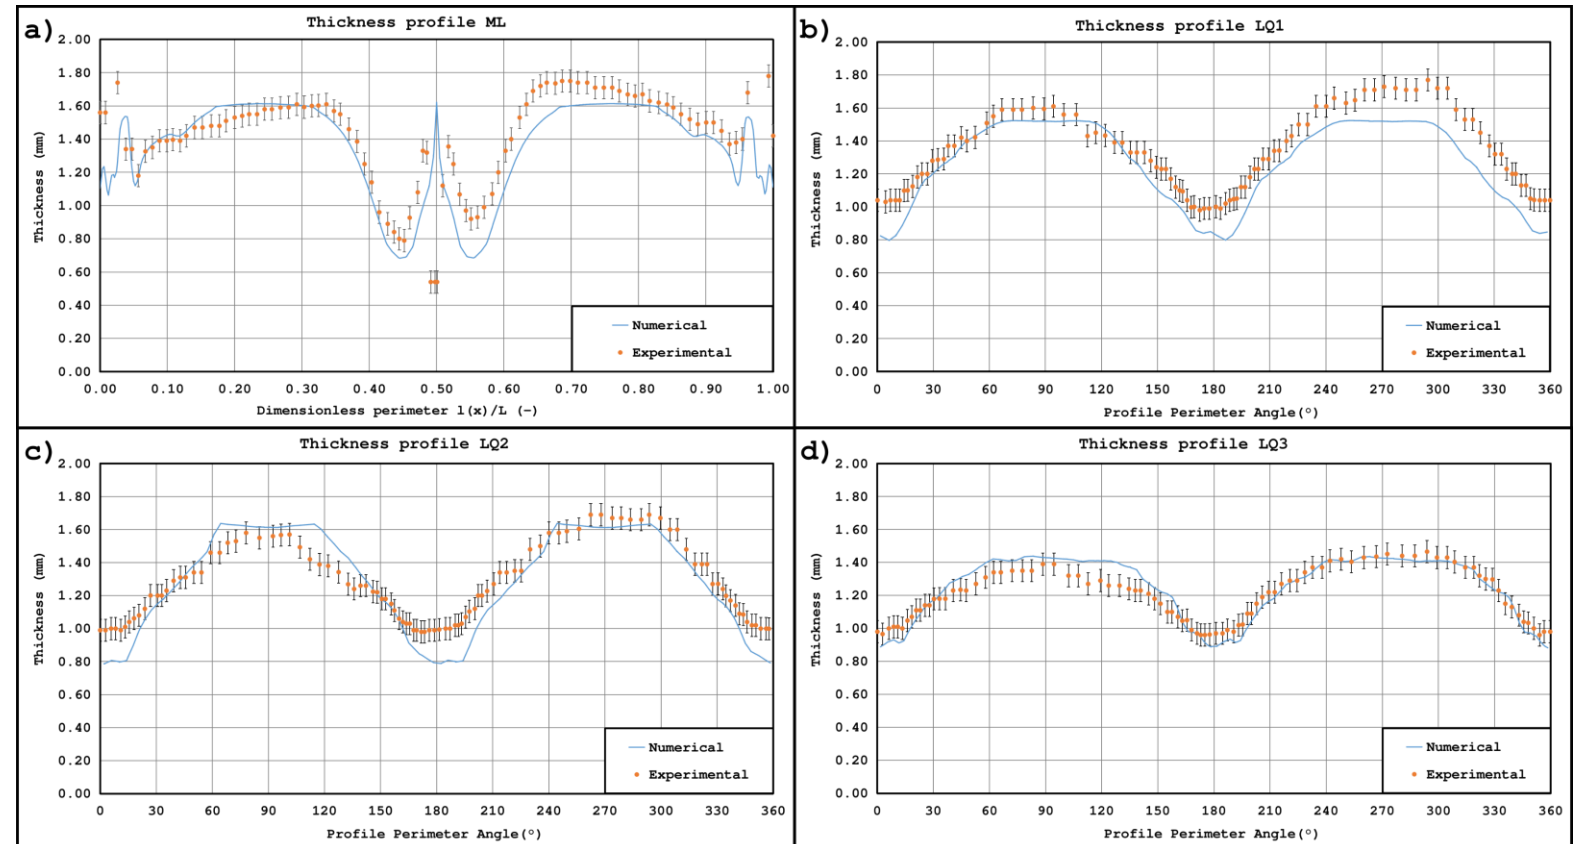 a)
Thickness profile ML
2.00
1.80
1.60
1.40
1.20
1.00
0.80
0.60
0.40
0.20
0.00
Thickness (mm)
Numerical
Experimental
0.00 0.10 0.20 0.30 0.40 0.50 0.60 0.70 0.80 0.90 1.00
Dimensionless perimeter l(x)/L (-)
b)
Thickness profile LQ1
2.00
1.80
1.60
1.40
1.20
1.00
0.80
0.60
0.40
0.20
0.00
Thickness (mm)
Numerical
Experimental
0 30 60 90 120 150 180 210 240 270 300 330 360
Profile Perimeter Angle(°)
c)
Thickness profile LQ2
2.00
1.80
1.60
1.40
1.20
1.00
0.80
0.60
0.40
0.20
0.00
Thickness (mm)
Numerical
Experimental
0 30 60 90 120 150 180 210 240 270 300 330 360
Profile Perimeter Angle(°)
d)
Thickness profile LQ3
2.00
1.80
1.60
1.40
1.20
1.00
0.80
0.60
0.40
0.20
0.00
Thickness (mm)
Numerical
Experimental
0 30 60 90 120 150 180 210 240 270 300 330 360
Profile Perimeter Angle(°)